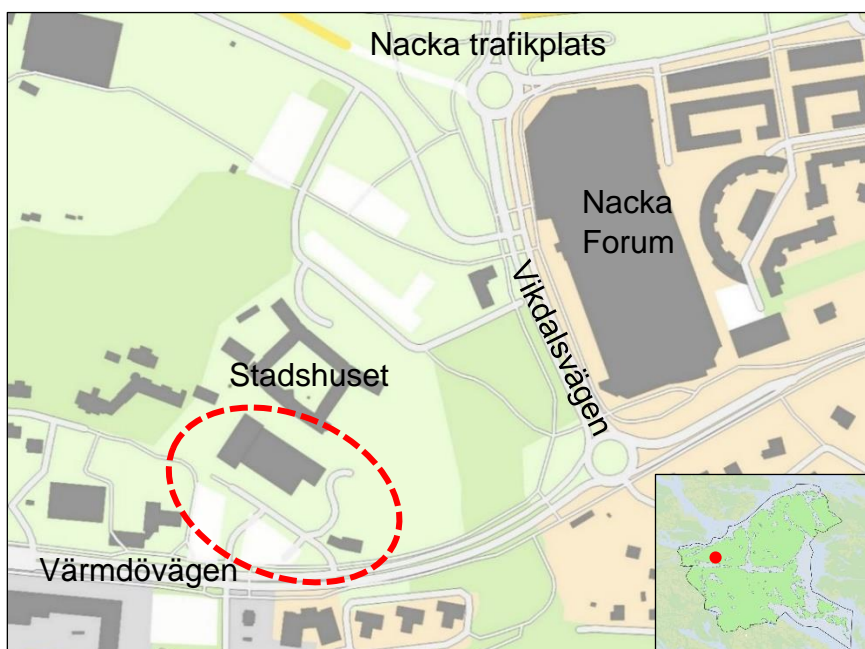 Nacka trafikplats
Nacka
Forum
Vikdalsvägen
Stadshuset
Värmdövägen